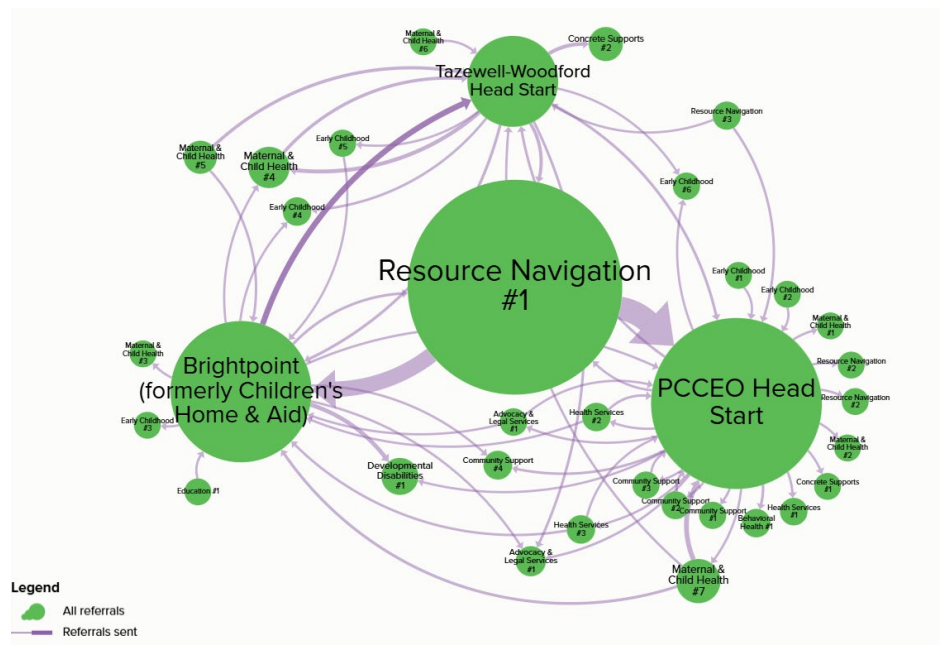 Maternal &
Child Health
#6
Concrete Supports
#2
Tazewell-Woodford
Head Start
Resource Navigation
#3
Early Childhood
#5
Maternal &
Child Health
#5
Maternal &
Child Health
#4
Early Childhood
#6
Early Childhood
#4
Resource Navigation
#1
Early Childhood
#1
Early Childhood
#2
Maternal &
Child Health
#1
Maternal &
Child Health
#3
Resource Navigation
#2
Brightpoint
(formerly Children's
Home & Aid)
PCCEO Head
Start
Resource Navigation
#2
Early Childhood
#3
Advocacy &
Legal Services
#1
Health Services
#2
Maternal &
Child Health
#2
Community Support
#4
Developmental
Disabilities
#1
Education #1
Community Support
#3
Concrete Supports
#1
Community Support
#2
Community Support
#1
Health Services
#1
Behavioral
Health #1
Health Services
#3
Advocacy &
Legal Services
#1
Maternal &
Child Health
#7
Legend
All referrals
Referrals sent